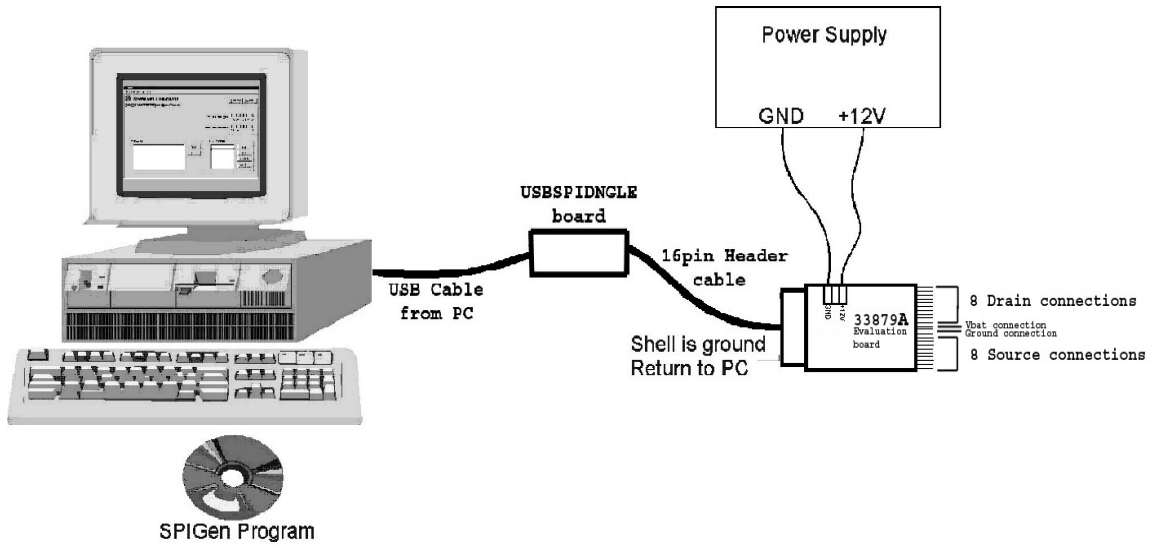 Power Supply
GND +12V
USBSPIDNGLE
board
16pin Header
cable
USB Cable
from PC
GND +12V
33879A
Evaluation
board
8 Drain connections
Vbat connection
Ground connection
8 Source connections
Shell is ground
Return to PC
SPIGen Program